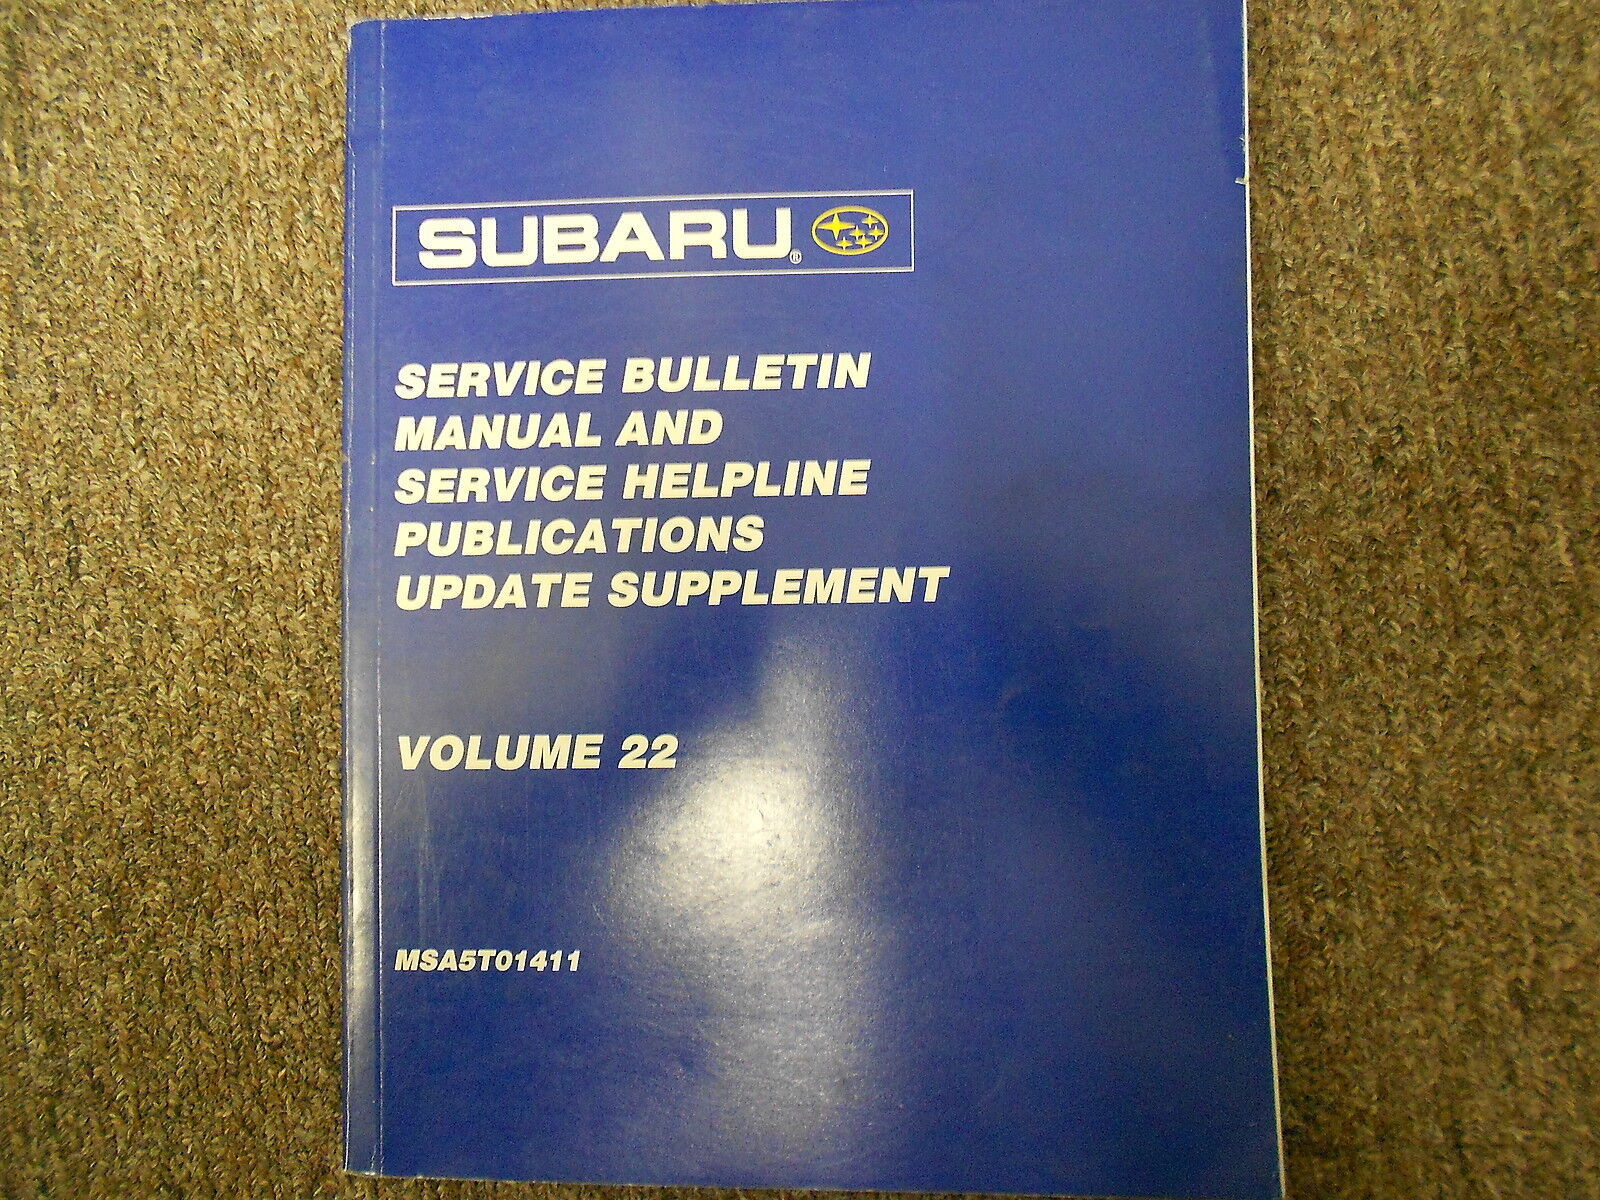 SUBARU®
SERVICE BULLETIN
MANUAL AND
SERVICE HELPLINE
PUBLICATIONS
UPDATE SUPPLEMENT
VOLUME 22
MSA5T01411